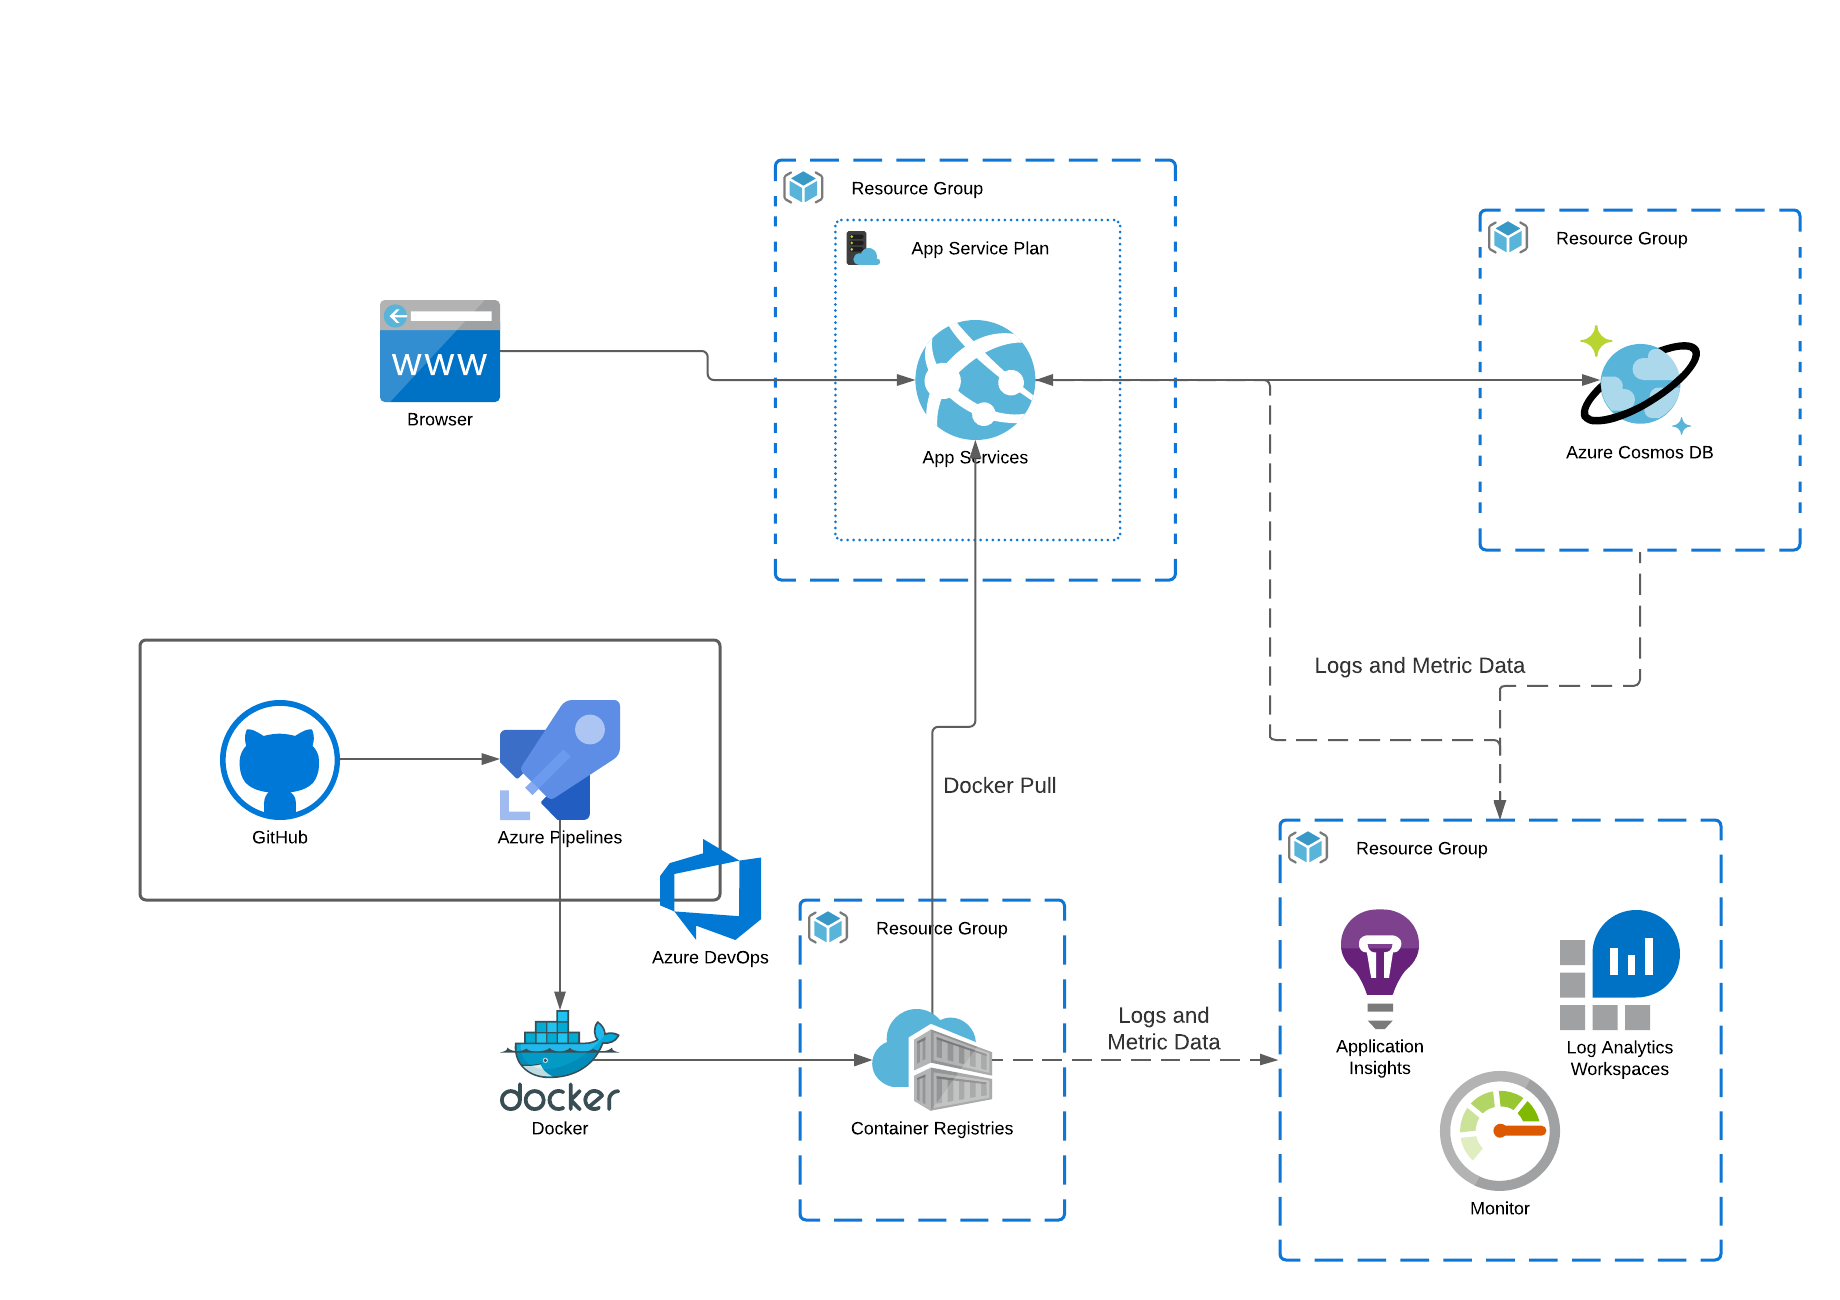 Resource Group
App Service Plan
Resource Group
WWW
Browser
App Services
Azure Cosmos DB
Logs and Metric Data
GitHub
Azure Pipelines
Docker Pull
Azure DevOps
Resource Group
Resource Group
docker
Docker
Container Registries
Logs and
Metric Data
Application
Insights
Log Analytics
Workspaces
Monitor